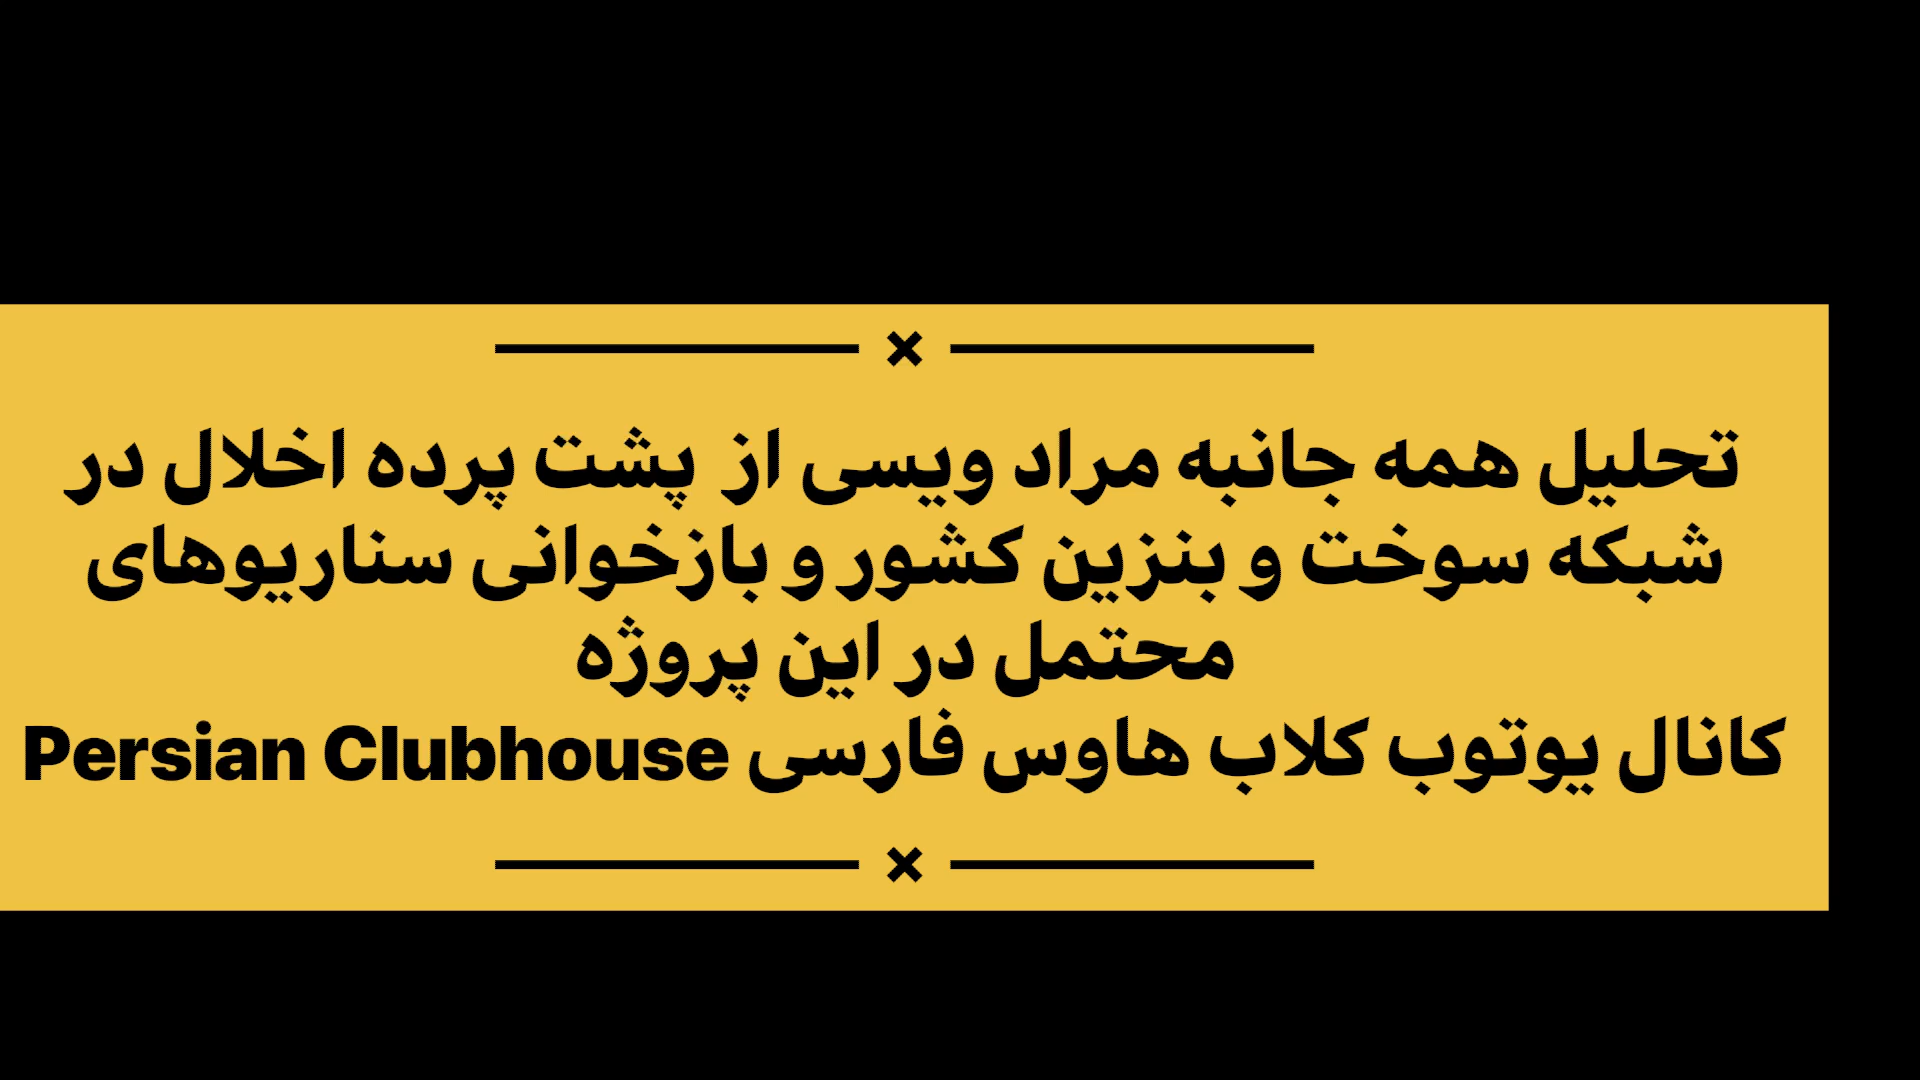 تحلیل همه جانبه مراد ویسی از پشت پرده اخلال در
شبکه سوخت و بنزین کشور و بازخوانی سناریوهای
محتمل در این پروژه
کانال یوتوب کلاب هاوس فارسی Persian Clubhouse